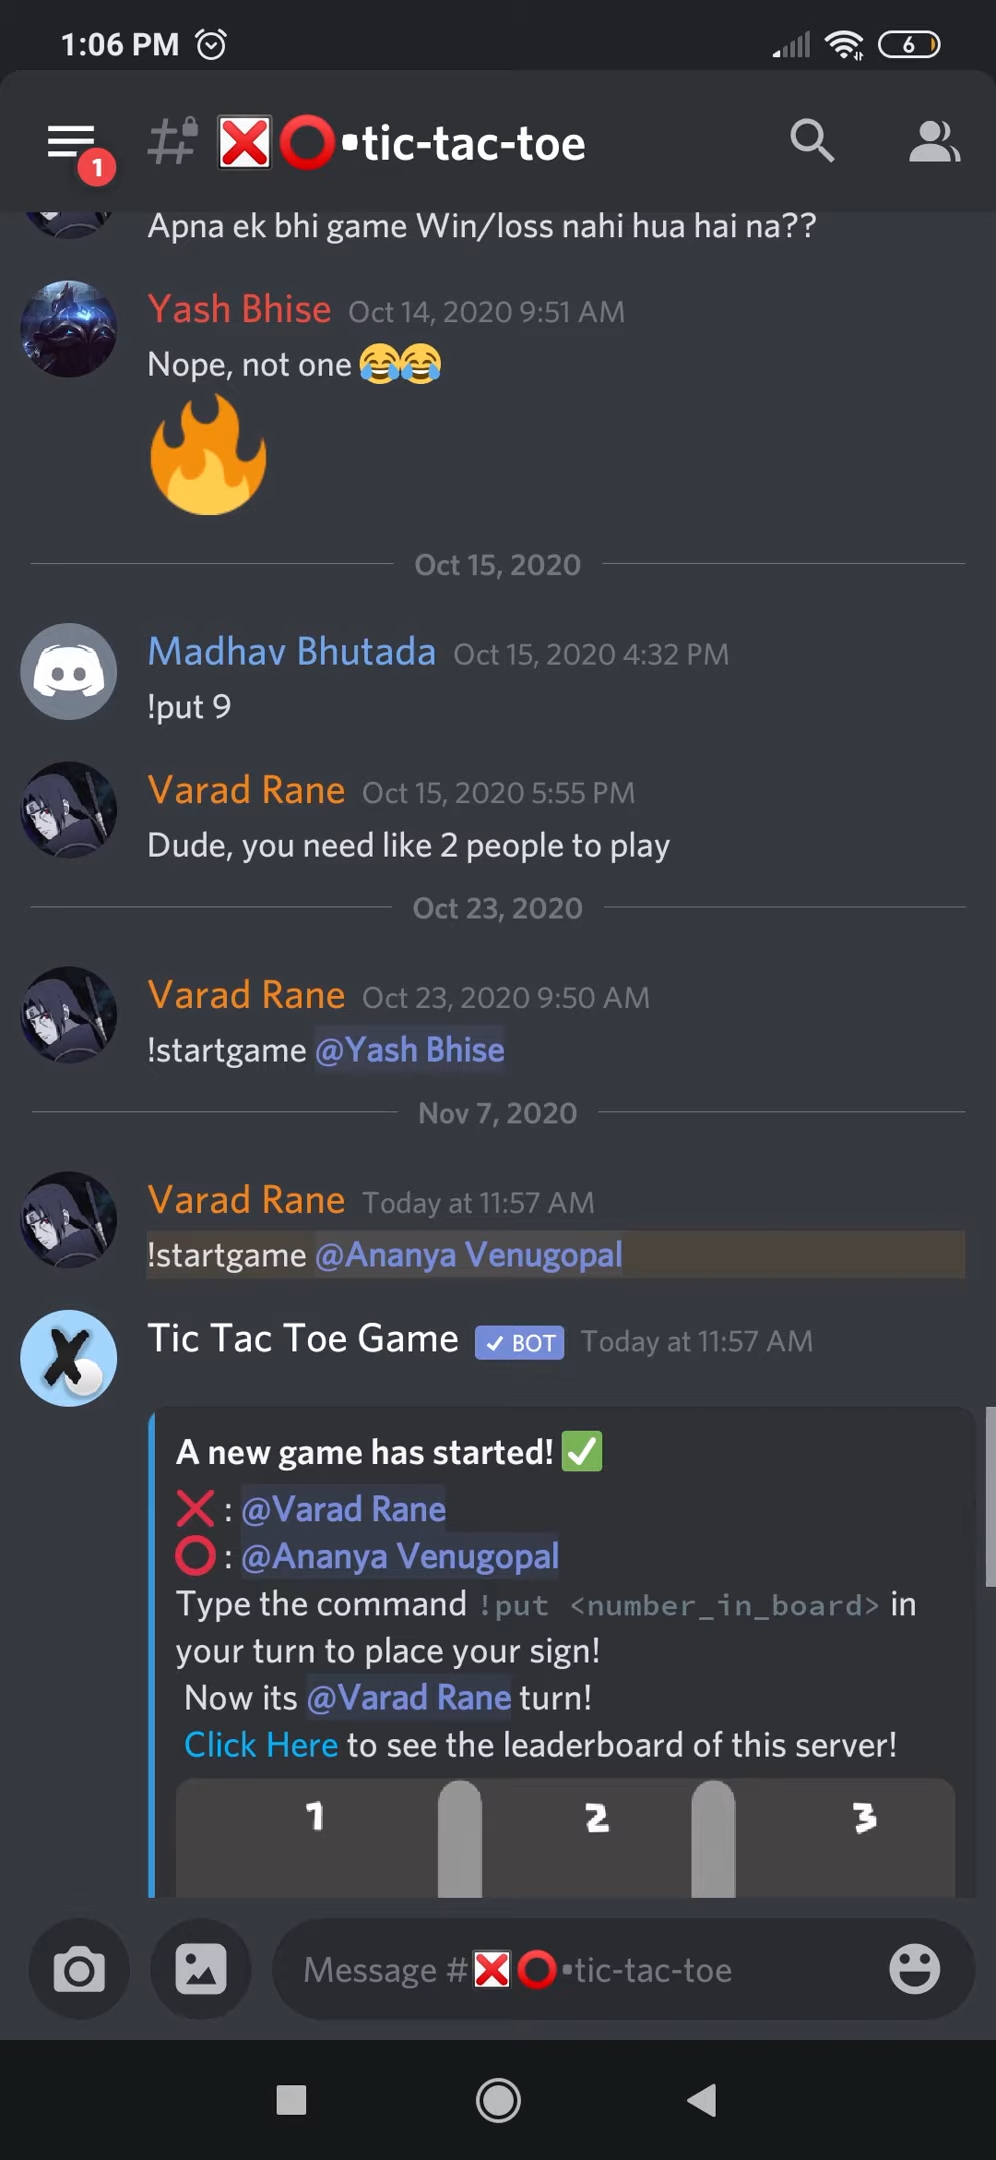 1:06 PM
6
1
•tic-tac-toe
Apna ek bhi game Win/loss nahi hua hai na??
Yash Bhise Oct 14, 2020 9:51 AM
Nope, not one
Oct 15, 2020
Madhav Bhutada Oct 15, 2020 4:32 PM
!put 9
Varad Rane Oct 15, 2020 5:55 PM
Dude, you need like 2 people to play
Oct 23, 2020
Varad Rane Oct 23, 2020 9:50 AM
!startgame @Yash Bhise
Nov 7, 2020
Varad Rane Today at 11:57 AM
!startgame @Ananya Venugopal
Tic Tac Toe Game ✓ BOT Today at 11:57 AM
A new game has started! ✅
❌ : @Varad Rane
⭕ : @Ananya Venugopal
Type the command !put <number_in_board> in
your turn to place your sign!
Now its @Varad Rane turn!
Click Here to see the leaderboard of this server!
1 2 3
Message #❌⭕•tic-tac-toe